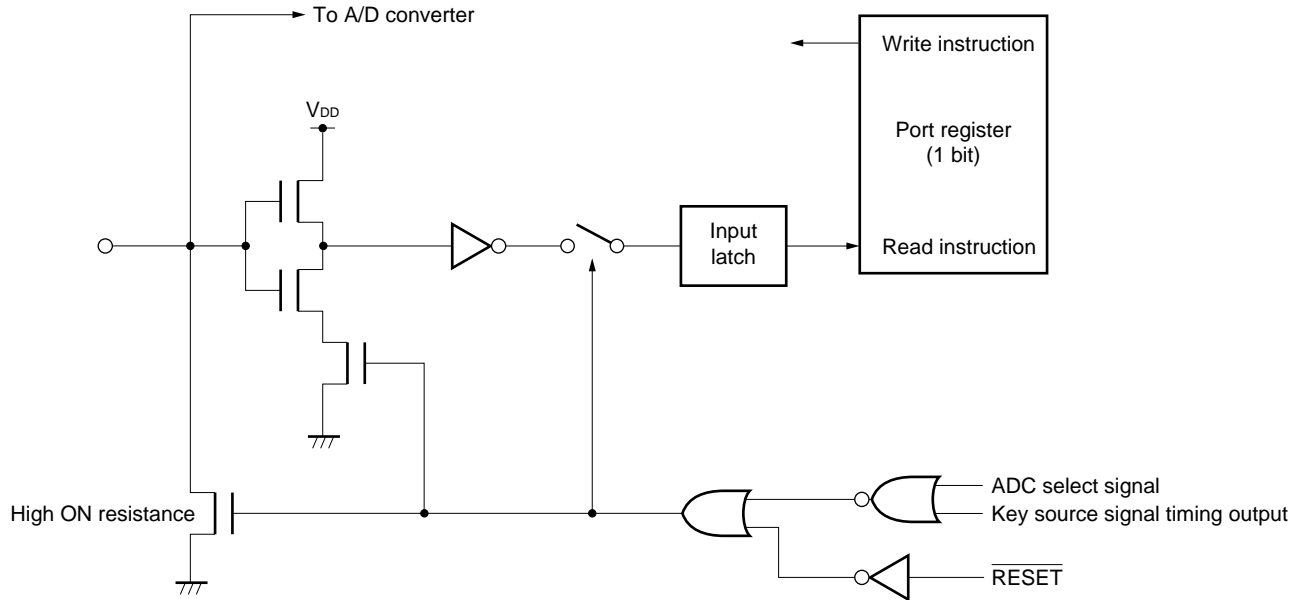 To A/D converter
Write instruction
VDD
Port register
(1 bit)
Input
latch
Read instruction
High ON resistance
ADC select signal
Key source signal timing output
RESET